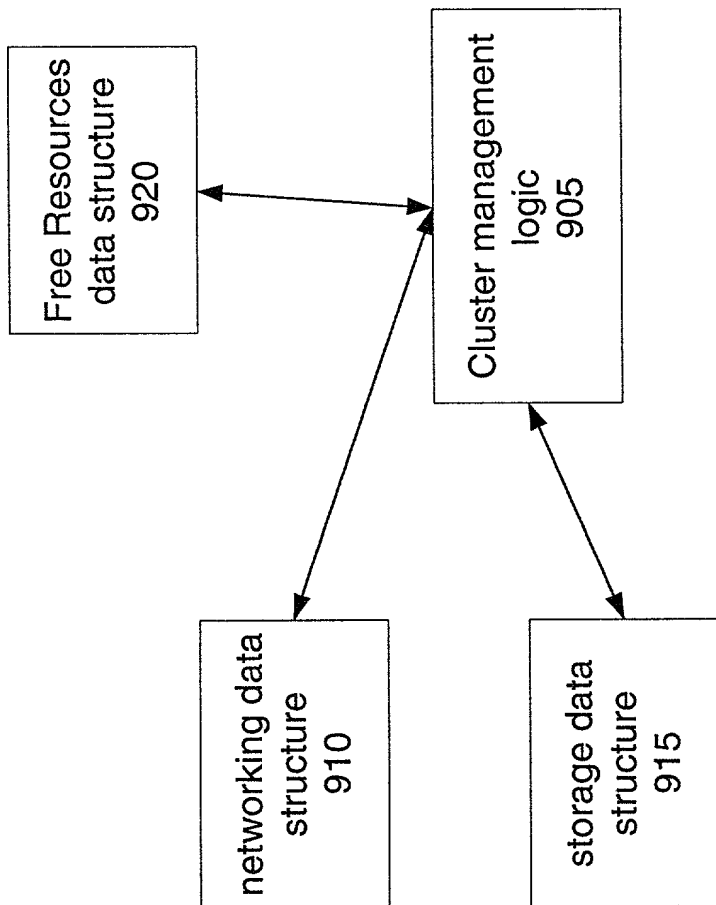 Free Resources
data structure
920
Cluster management
logic
905
networking data
structure
910
storage data
structure
915